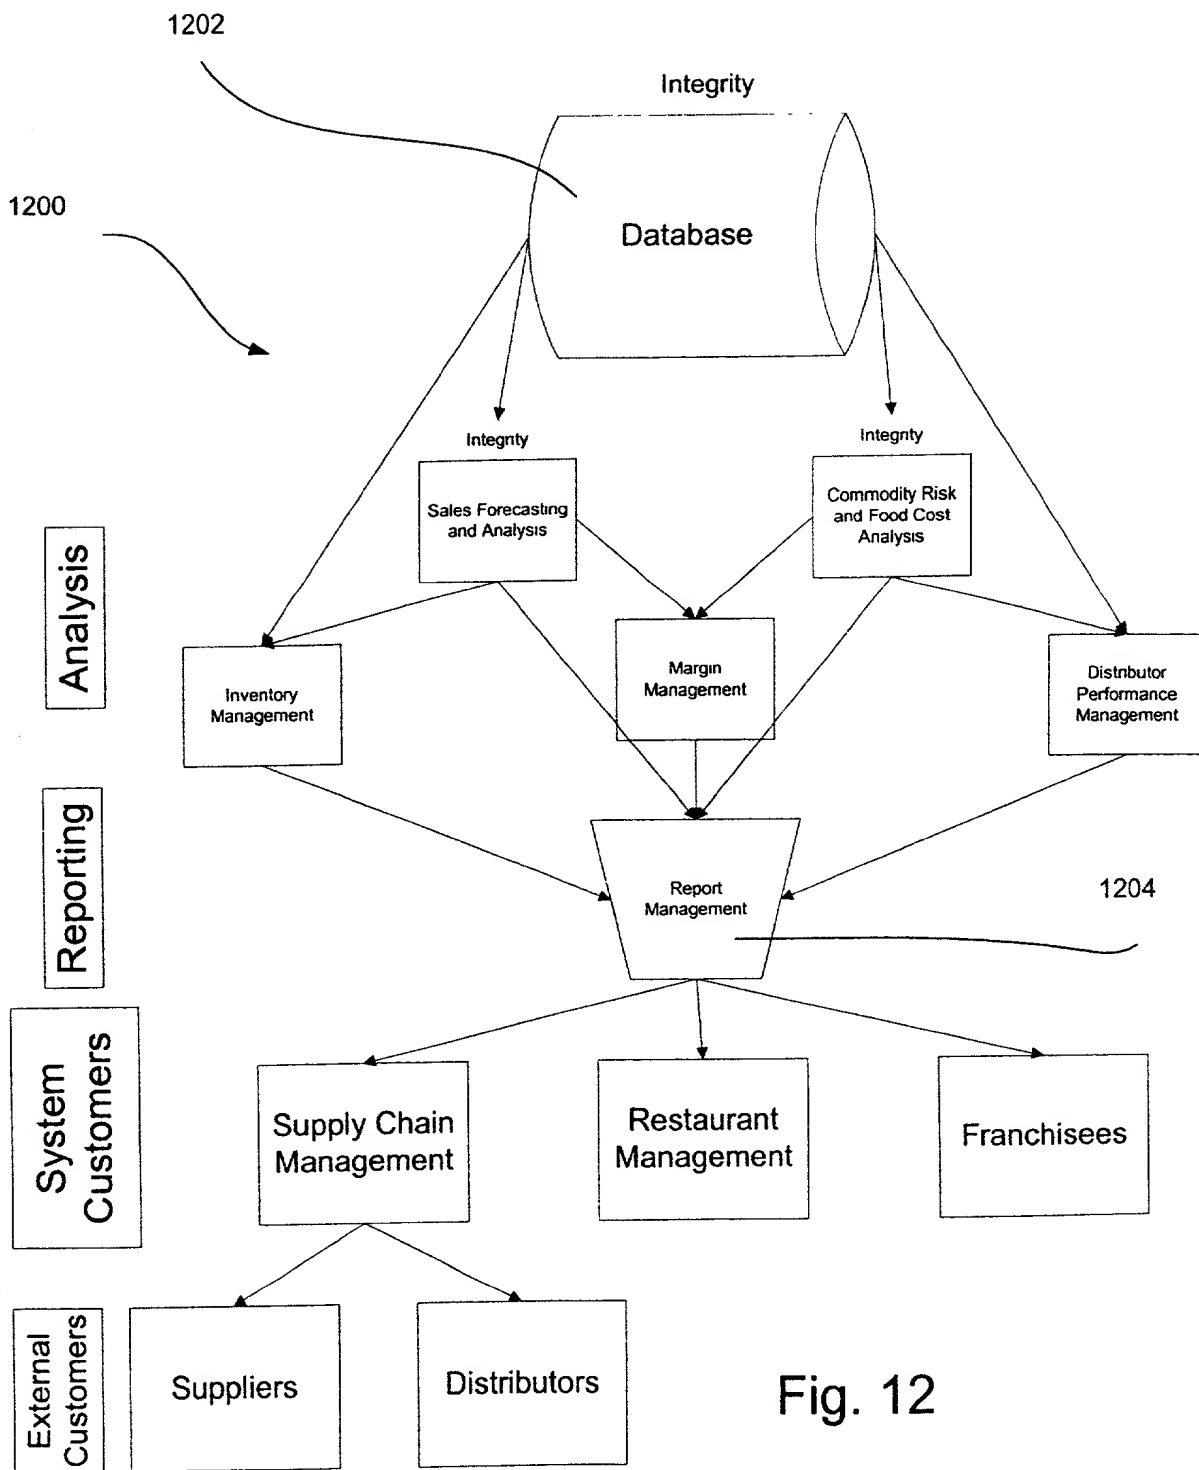 1202
Integrity
1200
Database
Integrity
Integrity
Sales Forecasting
and Analysis
Commodity Risk
and Food Cost
Analysis
Analysis
Inventory
Management
Margin
Management
Distributor
Performance
Management
Reporting
Report
Management
1204
System
Customers
Supply Chain
Management
Restaurant
Management
Franchisees
External
Customers
Suppliers
Distributors
Fig. 12